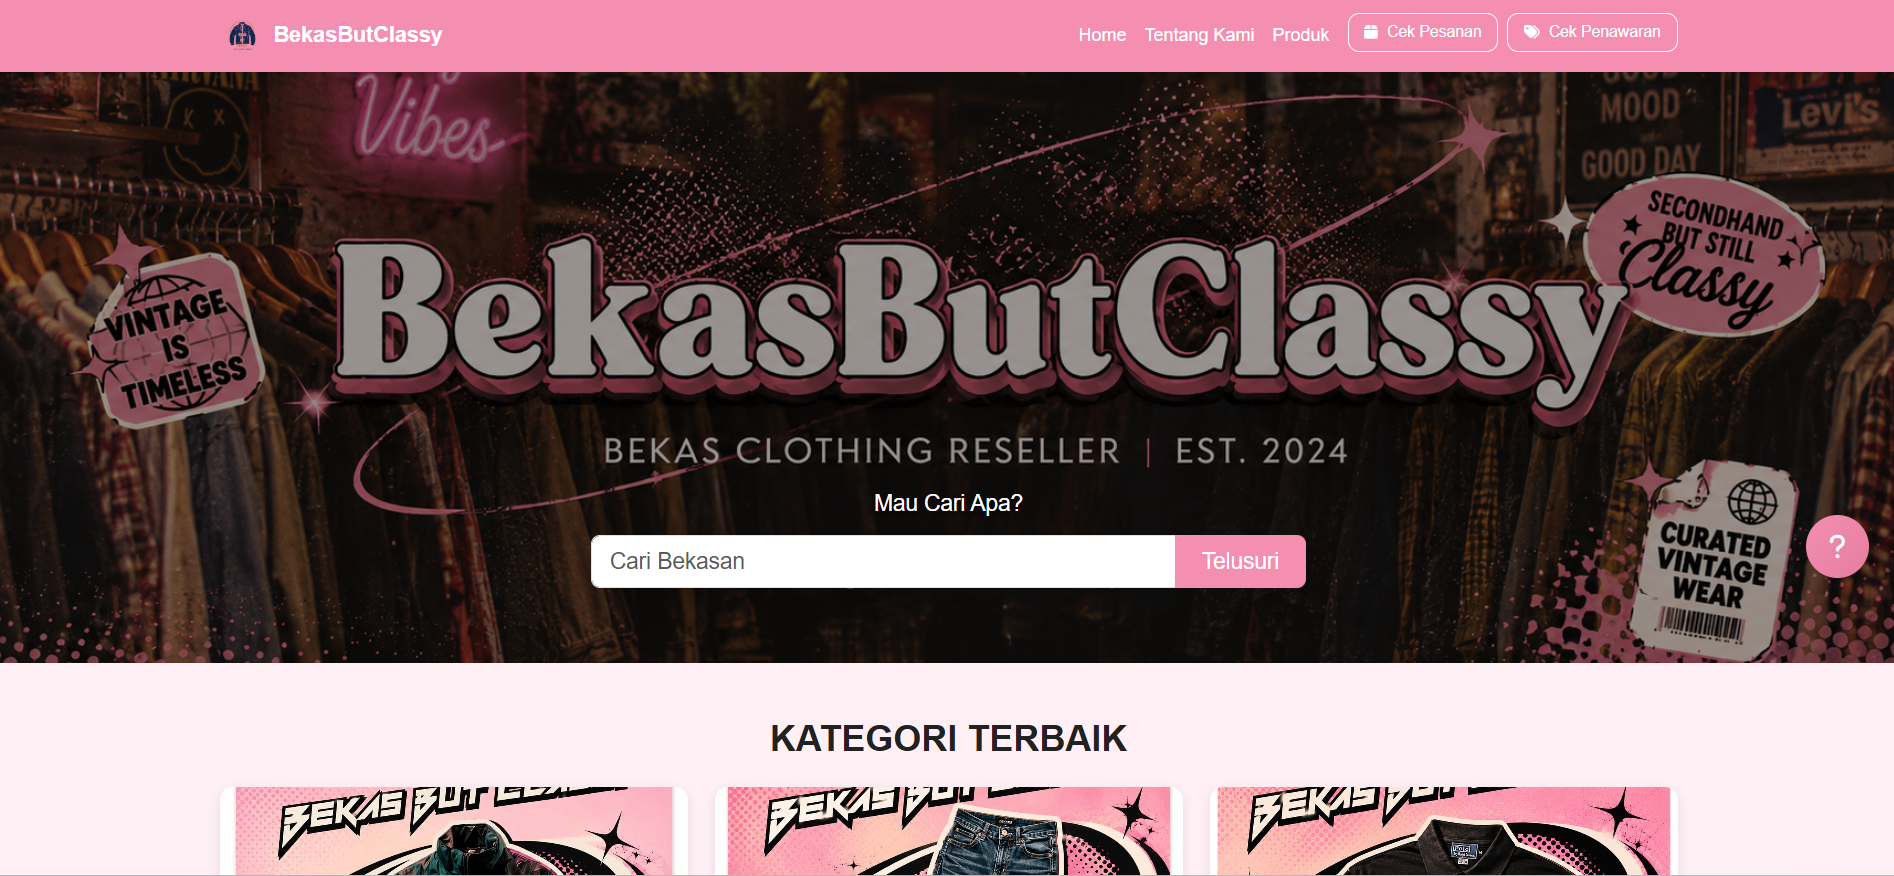 BekasButClassy
Home
Tentang Kami
Produk
Cek Pesanan
Cek Penawaran
NIRVANA
Vibes
GOOD
MOOD
GOOD DAY
Levi's
SECONDHAND
BUT STILL
Classy
VINTAGE
IS
TIMELESS
BekasButClassy
BEKAS CLOTHING RESELLER | EST. 2024
Mau Cari Apa?
Cari Bekasan
Telusuri
CURATED
VINTAGE
WEAR
?
KATEGORI TERBAIK
BEKAS BUT
BEKAS BUT
BEKAS BUT